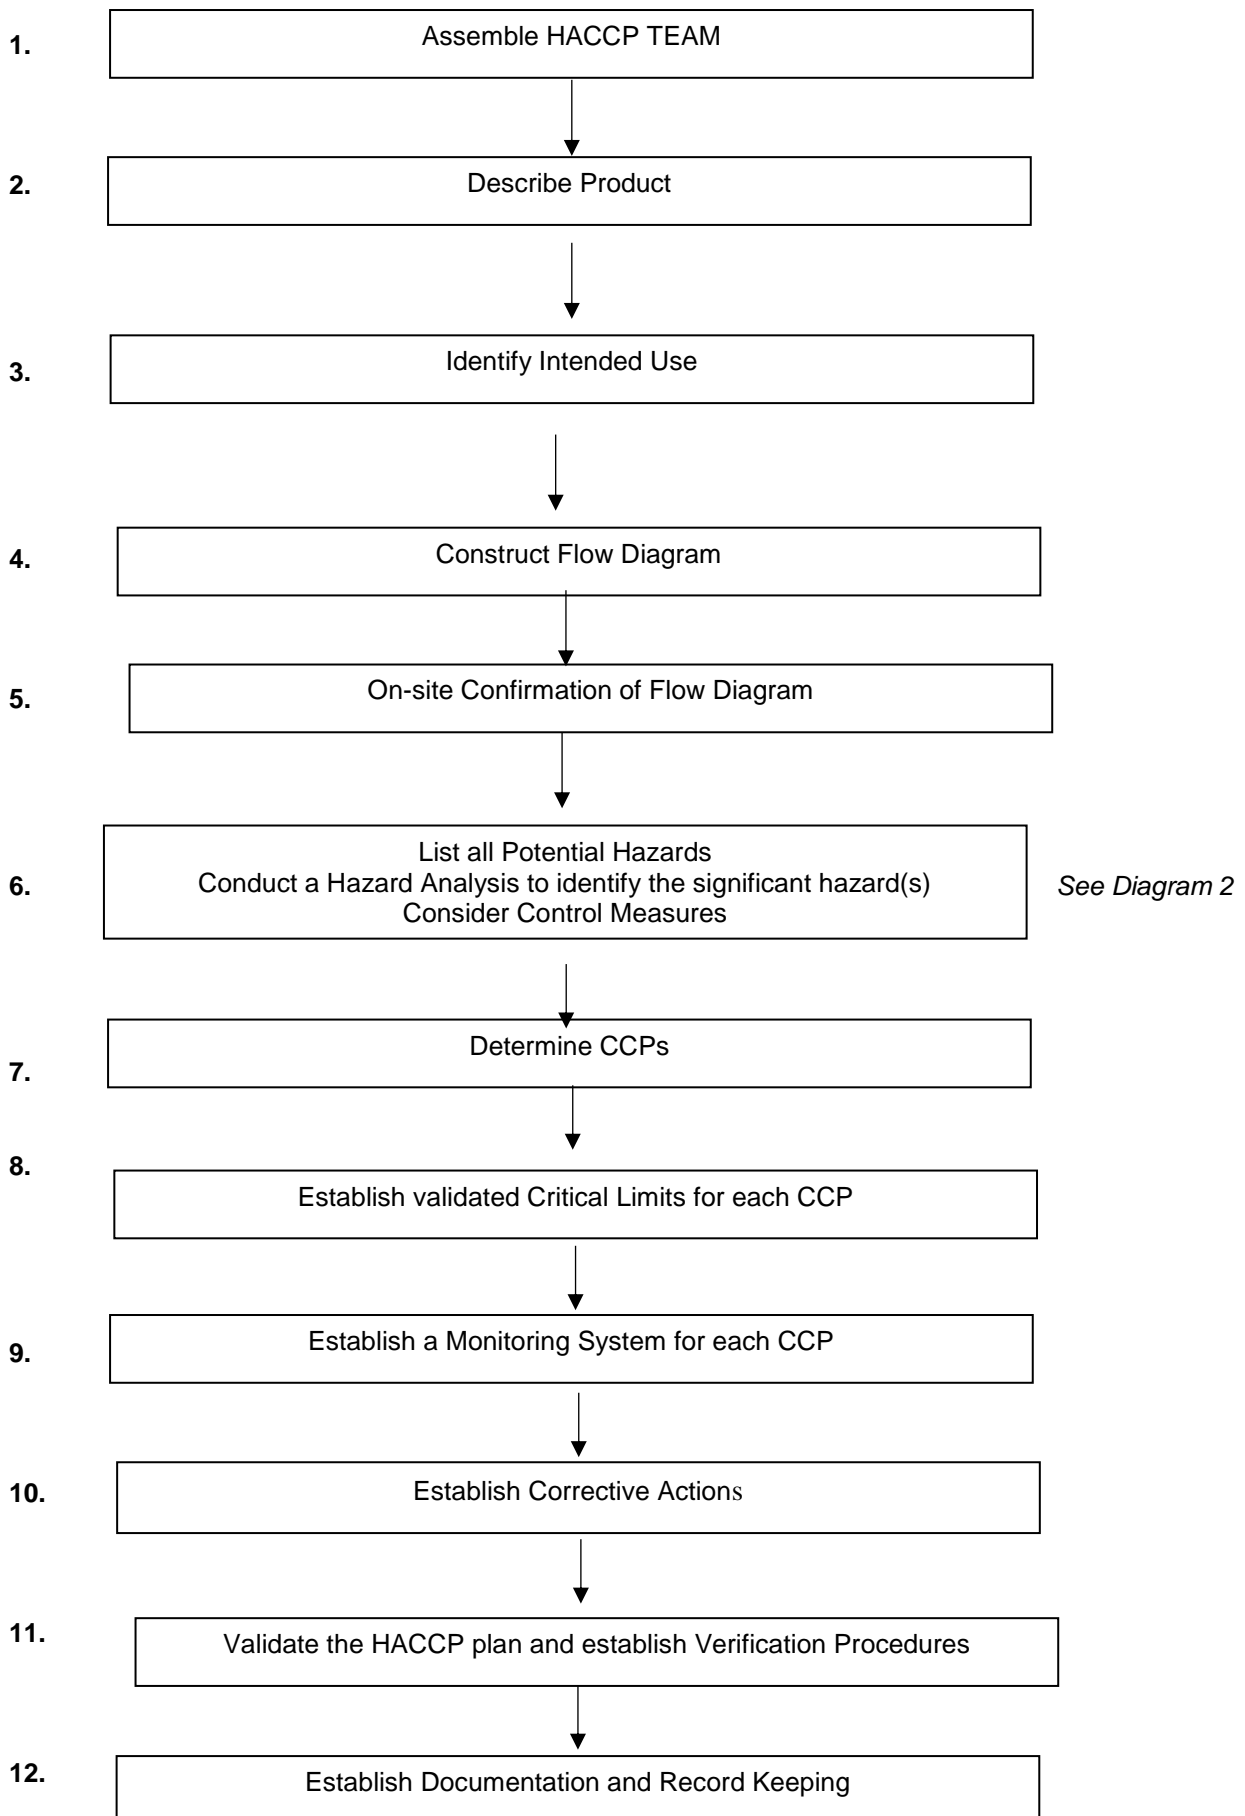 1. Assemble HACCP TEAM
2. Describe Product
3. Identify Intended Use
4. Construct Flow Diagram
5. On-site Confirmation of Flow Diagram
List all Potential Hazards
6. Conduct a Hazard Analysis to identify the significant hazard(s) See Diagram 2
Consider Control Measures
7. Determine CCPs
8. Establish validated Critical Limits for each CCP
9. Establish a Monitoring System for each CCP
10. Establish Corrective Actions
11. Validate the HACCP plan and establish Verification Procedures
12. Establish Documentation and Record Keeping